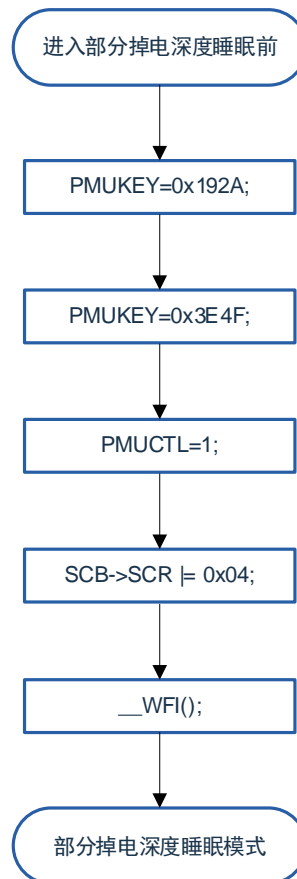 进入部分掉电深度睡眠前
PMUKEY=0x192A;
PMUKEY=0x3E4F;
PMUCTL=1;
SCB->SCR |= 0x04;
__WFI();
部分掉电深度睡眠模式